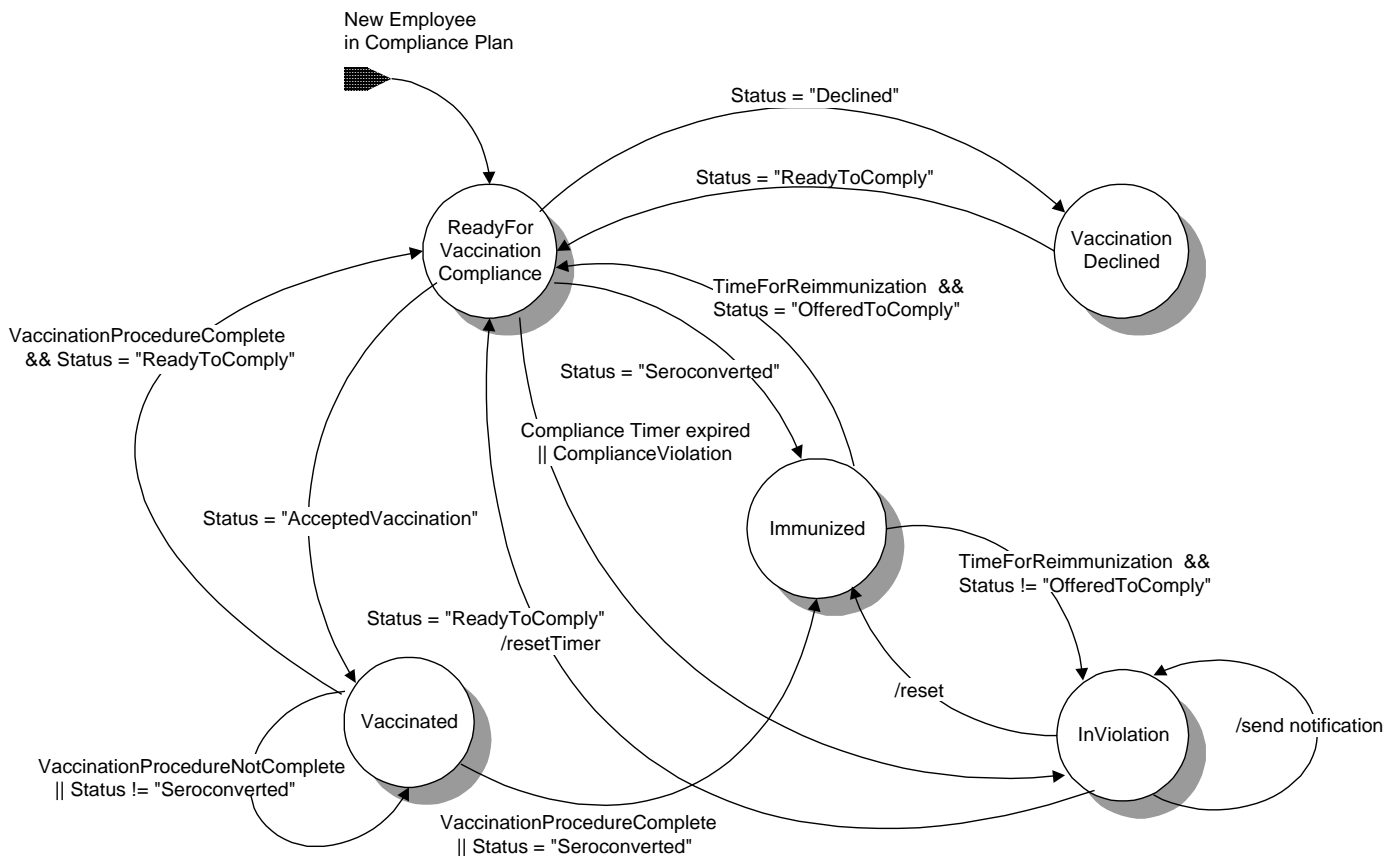 New Employee
in Compliance Plan
Status = "Declined"
Status = "ReadyToComply"
ReadyFor
Vaccination
Compliance
Vaccination
Declined
TimeForReimmunization &&
Status = "OfferedToComply"
VaccinationProcedureComplete
&& Status = "ReadyToComply"
Status = "Seroconverted"
Compliance Timer expired
|| ComplianceViolation
Status = "AcceptedVaccination"
Immunized
TimeForReimmunization &&
Status != "OfferedToComply"
Status = "ReadyToComply"
/resetTimer
/reset
Vaccinated
InViolation
/send notification
VaccinationProcedureNotComplete
|| Status != "Seroconverted"
VaccinationProcedureComplete
|| Status = "Seroconverted"